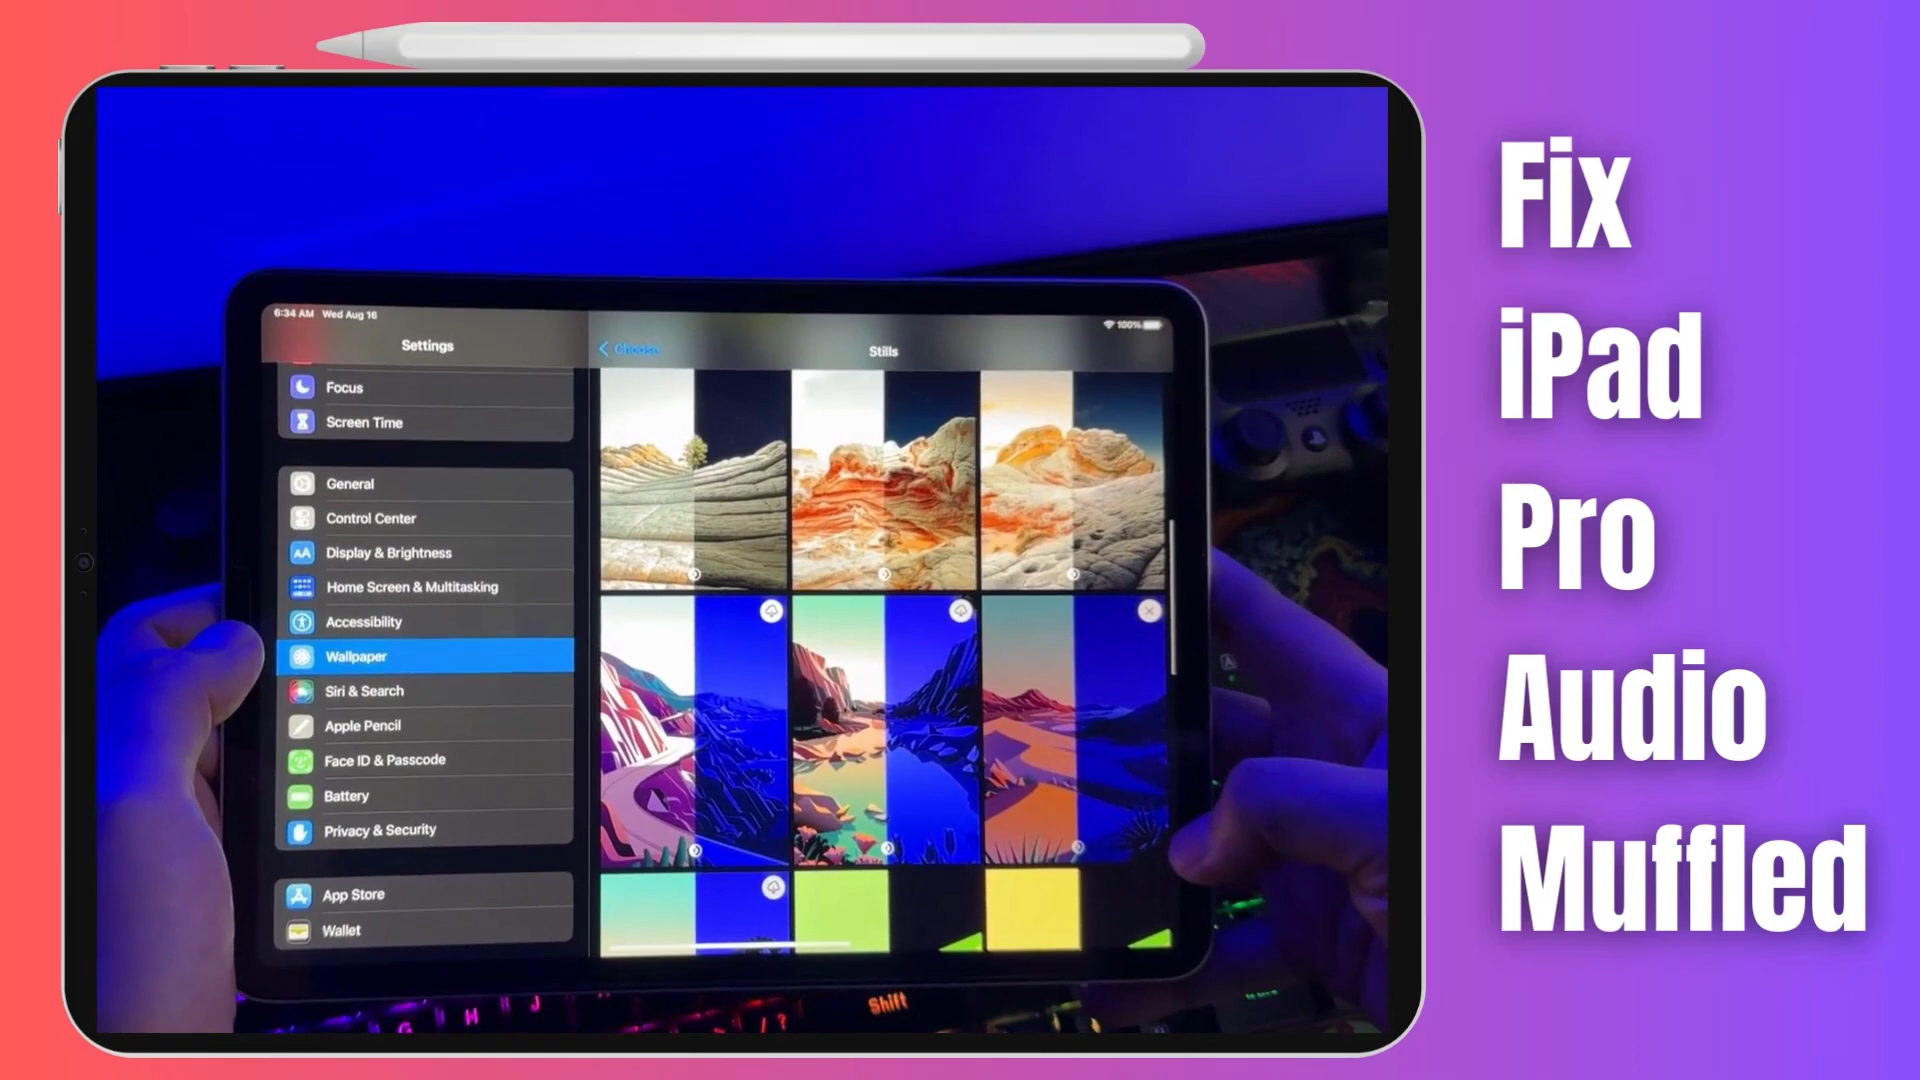 6:34 AM Wed Aug 16
100%
Settings
Choose
Stills
Focus
Screen Time
General
Control Center
AA Display & Brightness
Home Screen & Multitasking
Accessibility
Wallpaper
Siri & Search
Apple Pencil
Face ID & Passcode
Battery
Privacy & Security
App Store
Wallet
G H J
Shift
/ ?
A
Fix
iPad
Pro
Audio
Muffled